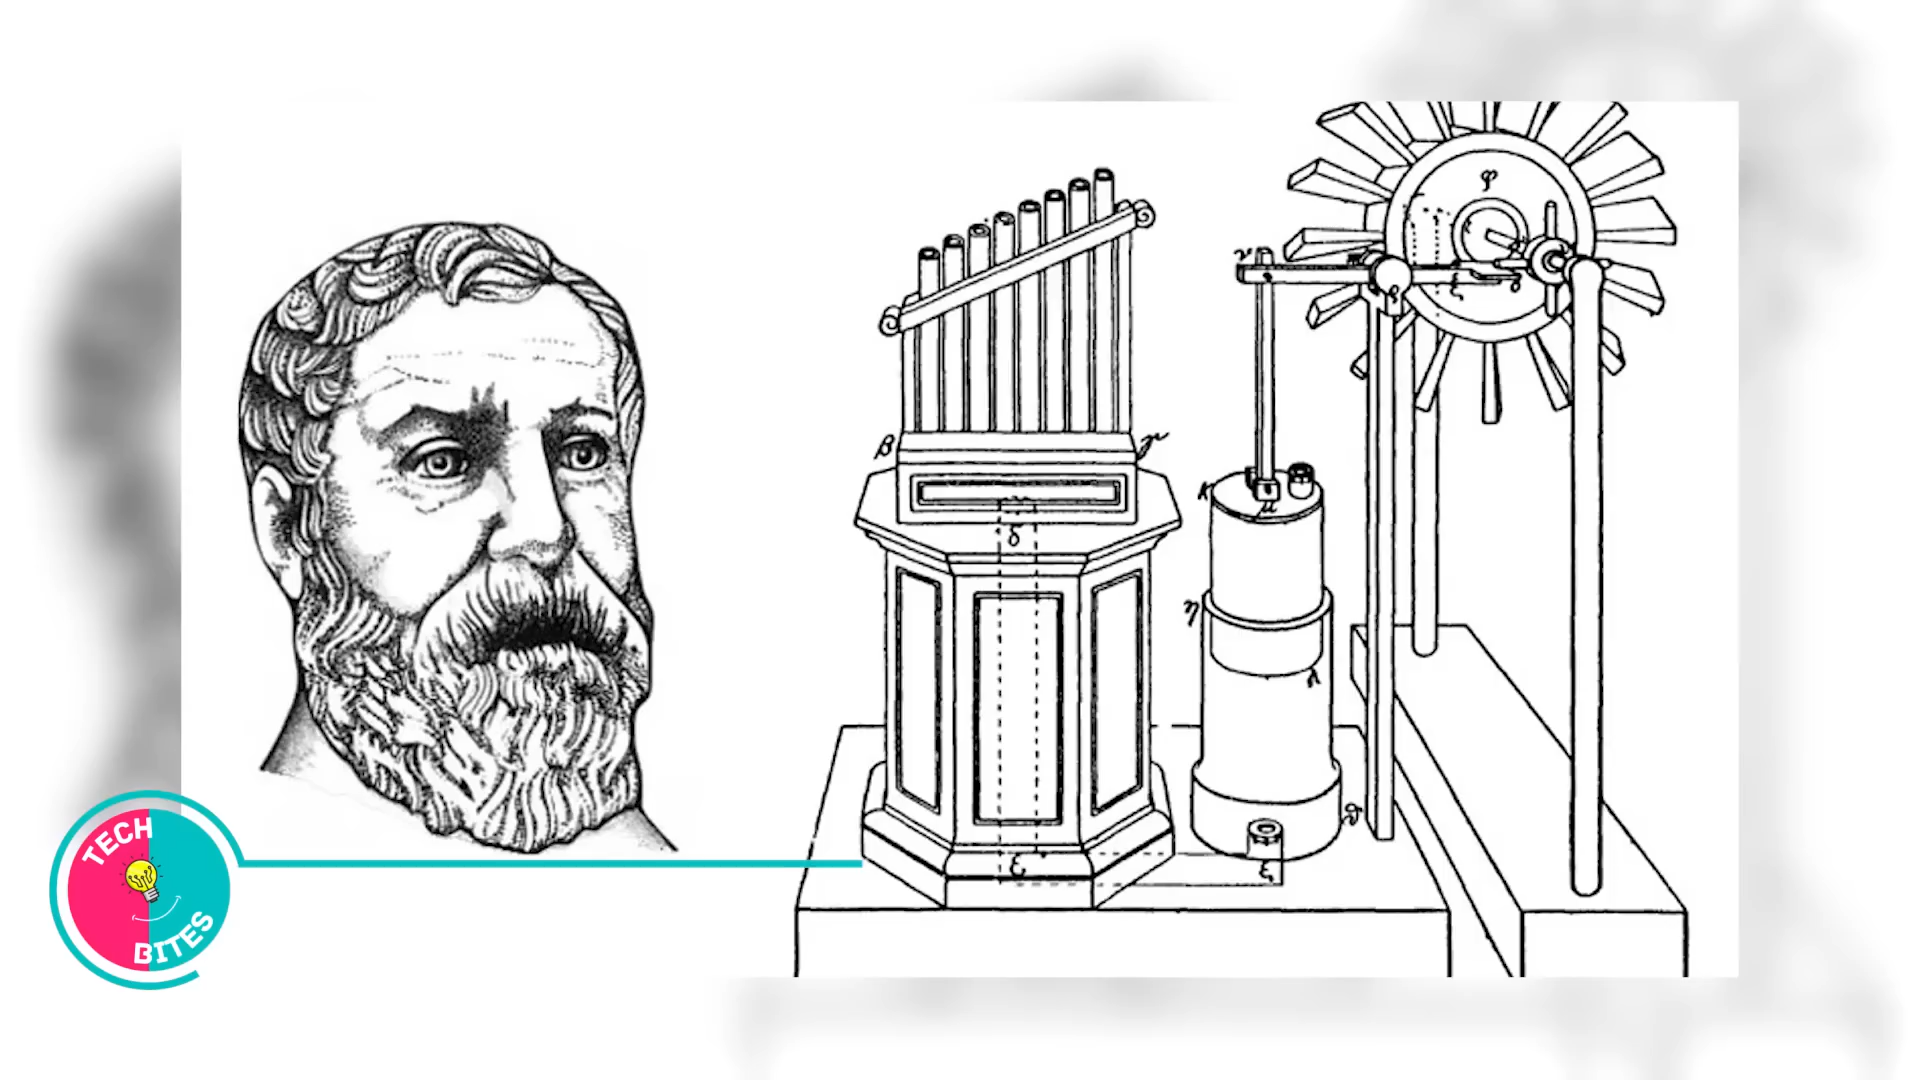 TECH
BITES
φ
ν
ρ
ξ
δ
β
γ
κ
μ
δ
η
λ
θ
ε
ξ